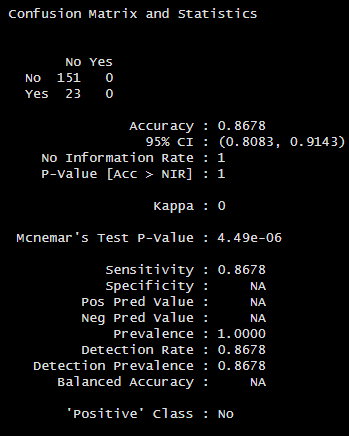 Confusion Matrix and Statistics
No Yes
No 151 0
Yes 23 0
Accuracy : 0.8678
95% CI : (0.8083, 0.9143)
No Information Rate : 1
P-Value [Acc > NIR] : 1
Kappa : 0
Mcnemar's Test P-Value : 4.49e-06
Sensitivity : 0.8678
Specificity : NA
Pos Pred Value : NA
Neg Pred Value : NA
Prevalence : 1.0000
Detection Rate : 0.8678
Detection Prevalence : 0.8678
Balanced Accuracy : NA
'Positive' Class : No